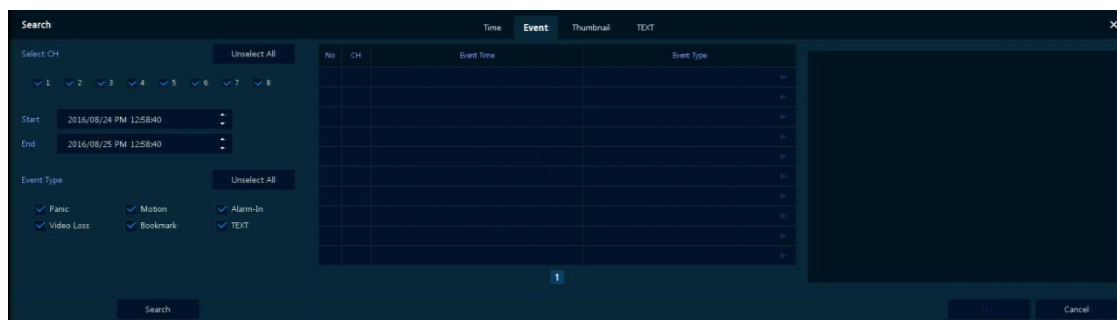 Search
Time Event Thumbnail TEXT
Select CH
Unselect All
1 2 3 4 5 6 7 8
Start 2016/08/24 PM 12:58:40
End 2016/08/25 PM 12:58:40
Event Type
Unselect All
Panic Motion Alarm-In
Video Loss Bookmark TEXT
Search
No CH Event Time Event Type
1
Cancel